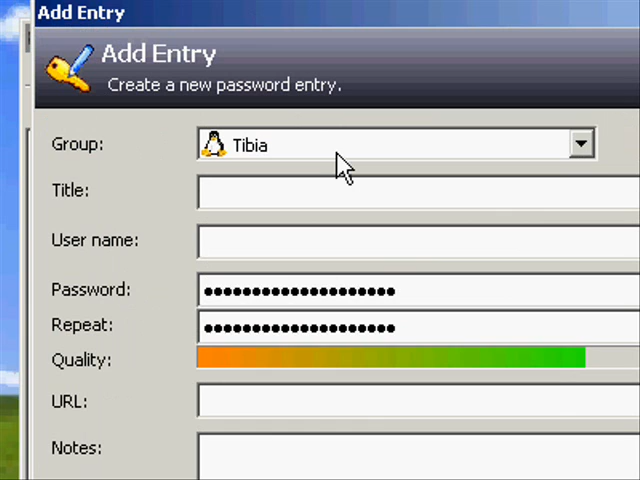 Add Entry
Add Entry
Create a new password entry.
Group:
Tibia
Title:
User name:
Password:
●●●●●●●●●●●●●●●●●●●●
Repeat:
●●●●●●●●●●●●●●●●●●●●
Quality:
URL:
Notes: